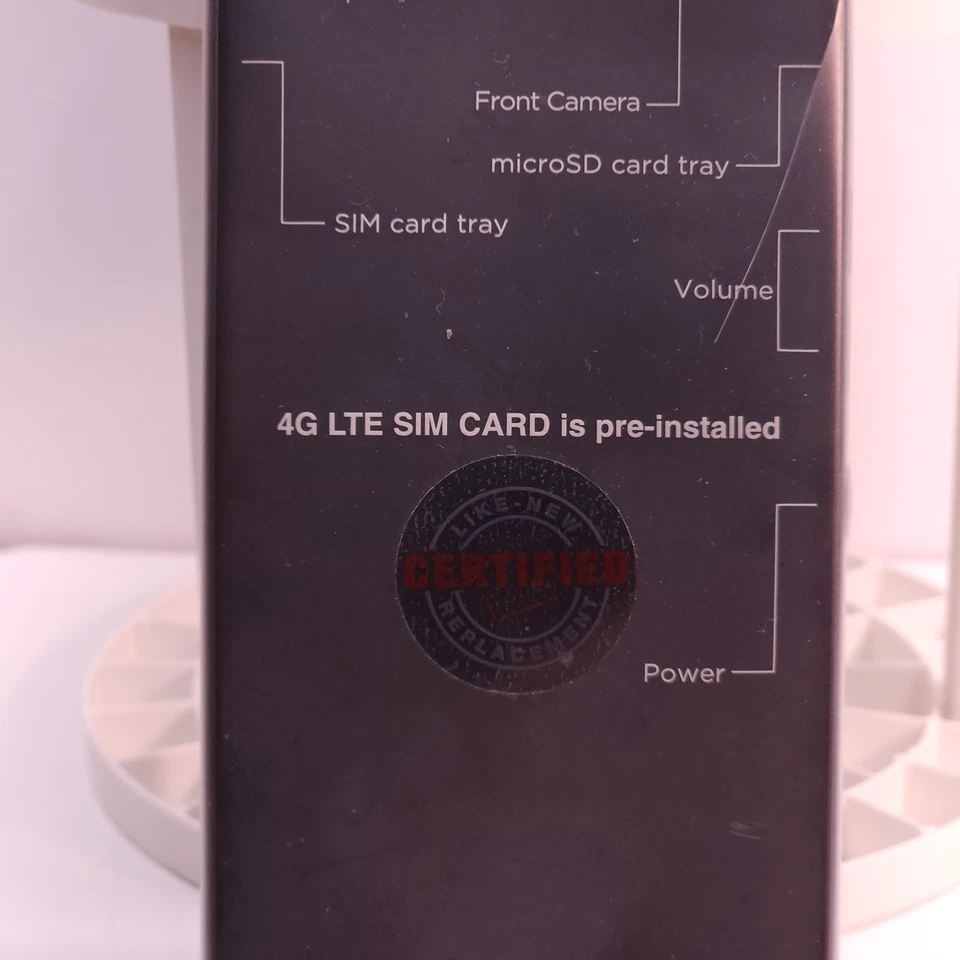 Front Camera
microSD card tray
SIM card tray
Volume
4G LTE SIM CARD is pre-installed
LIKE-NEW
CERTIFIED
REPLACEMENT
Power